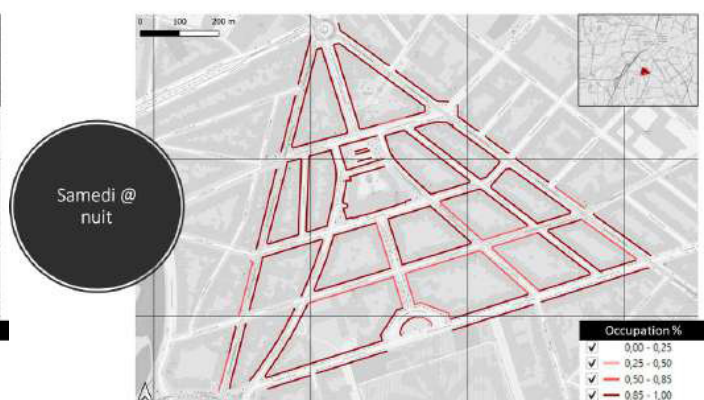 0 100 200 m
Samedi @
nuit
Occupation %
0,00 - 0,25
0,25 - 0,50
0,50 - 0,85
0,85 - 1,00